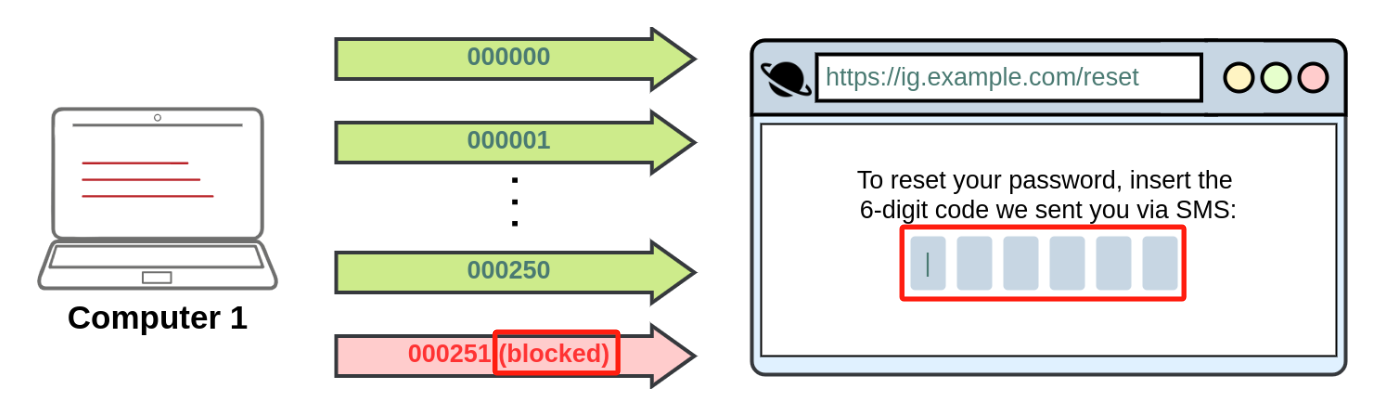 000000
https://ig.example.com/reset
000001
To reset your password, insert the
6-digit code we sent you via SMS:
000250
Computer 1
000251 (blocked)